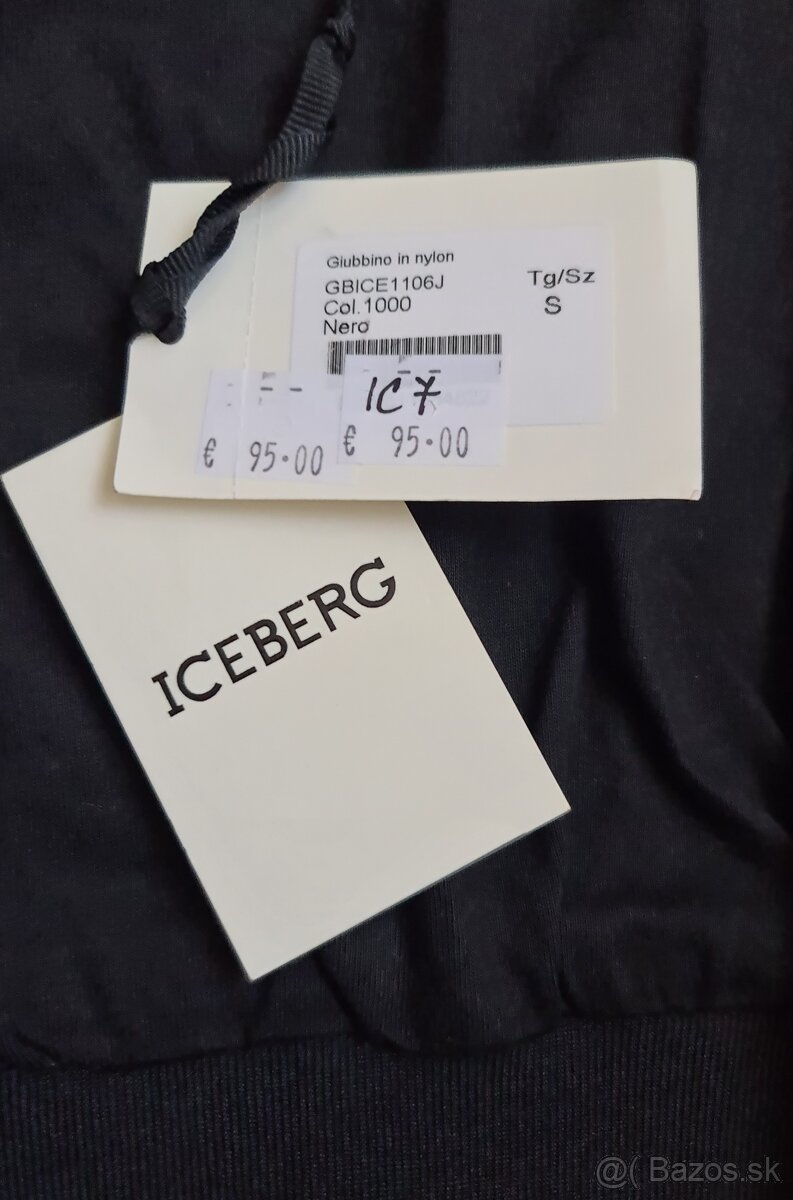 Giubbino in nylon
GBICE1106J
Tg/Sz
Col.1000
S
Nero
IC7
€ 95.00
€ 95.00
ICEBERG
@( Bazos.sk